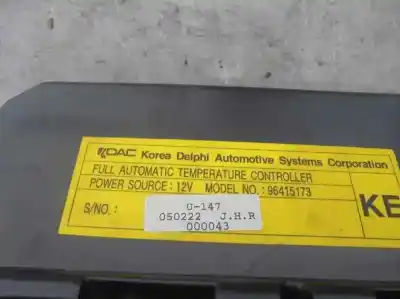 KDAC Korea Delphi Automotive Systems Corporation
FULL AUTOMATIC TEMPERATURE CONTROLLER
POWER SOURCE : 12V MODEL NO.: 96415173
S/NO.:
U-147
050222 J.H.R
000043
KE